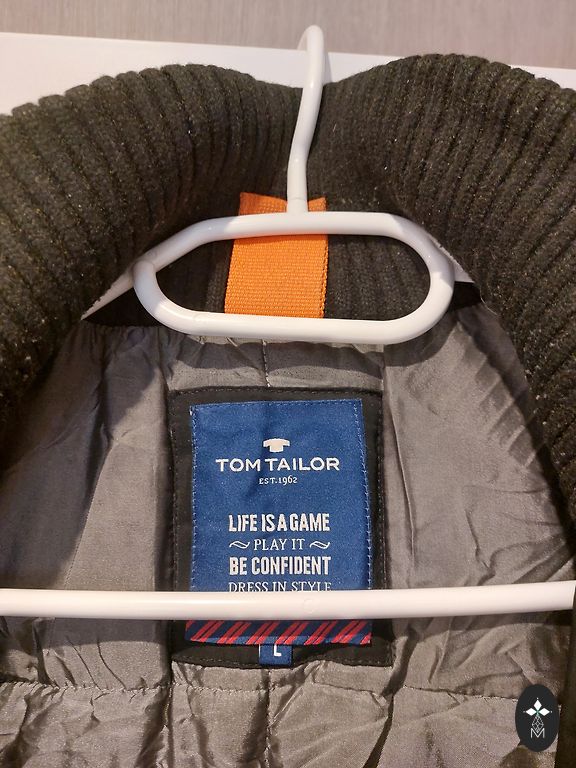 TOM TAILOR
EST. 1962
LIFE IS A GAME
PLAY IT
BE CONFIDENT
DRESS IN STYLE
L
M